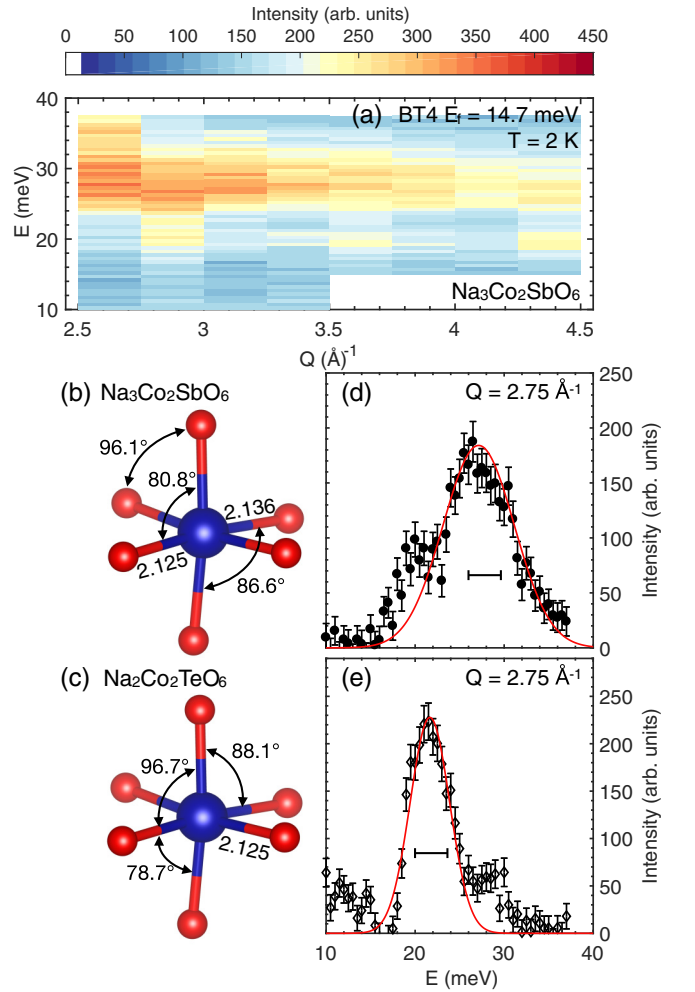 Intensity (arb. units)
0 50 100 150 200 250 300 350 400 450
40
30
20
10
E (meV)
(a) BT4 E_f = 14.7 meV
T = 2 K
Na₃Co₂SbO₆
2.5 3 3.5 4 4.5
Q (Å)⁻¹
(b) Na₃Co₂SbO₆
96.1°
80.8°
2.136
2.125
86.6°
(d) Q = 2.75 Å⁻¹
250
200
150
100
50
0
Intensity (arb. units)
(c) Na₂Co₂TeO₆
88.1°
96.7°
2.125
78.7°
(e) Q = 2.75 Å⁻¹
250
200
150
100
50
0
Intensity (arb. units)
10 20 30 40
E (meV)